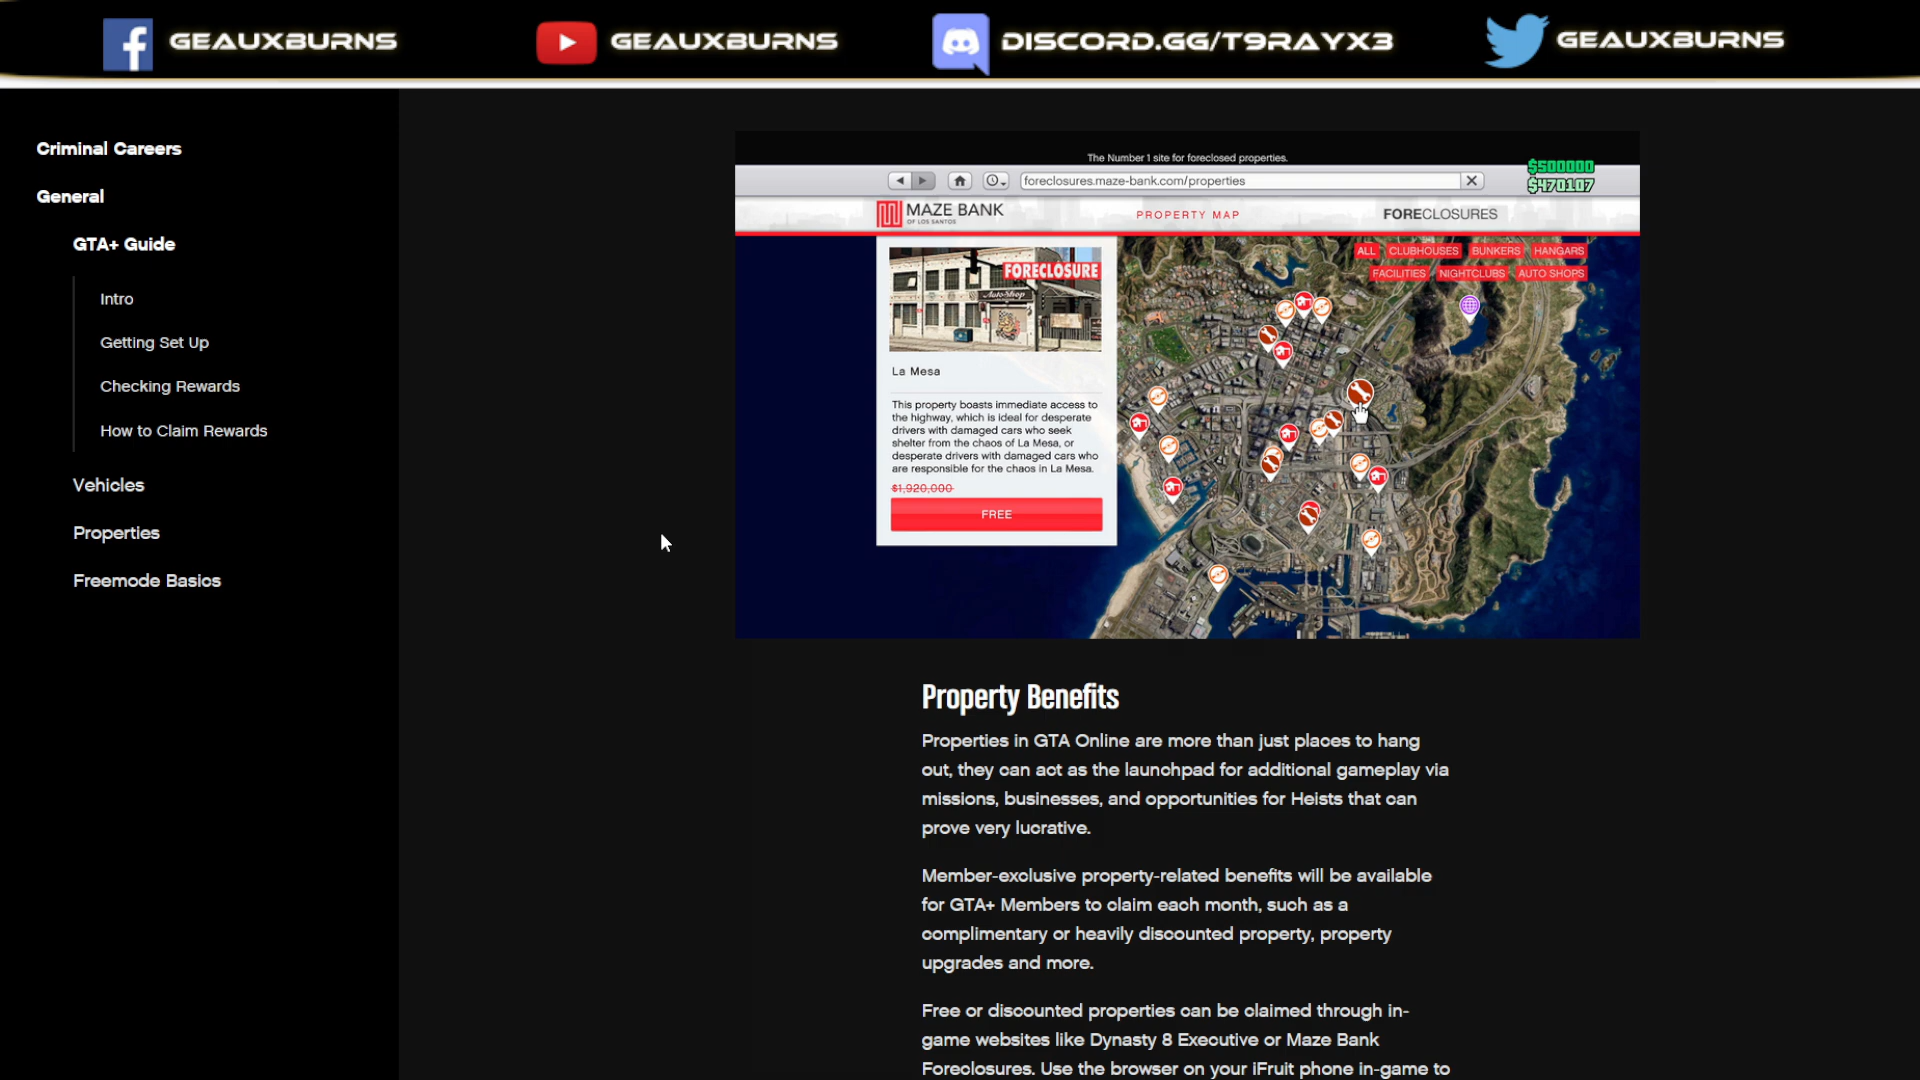 GEAUXBURNS
GEAUXBURNS
DISCORD.GG/T9RAYX3
GEAUXBURNS
Criminal Careers
General
GTA+ Guide
Intro
Getting Set Up
Checking Rewards
How to Claim Rewards
Vehicles
Properties
Freemode Basics
The Number 1 site for foreclosed properties.
foreclosures.maze-bank.com/properties
$500000
$470107
MAZE BANK
OF LOS SANTOS
PROPERTY MAP
FORECLOSURES
ALL CLUBHOUSES BUNKERS HANGARS
FACILITIES NIGHTCLUBS AUTO SHOPS
FORECLOSURE
Auto Shop
La Mesa
This property boasts immediate access to
the highway, which is ideal for desperate
drivers with damaged cars who seek
shelter from the chaos of La Mesa, or
desperate drivers with damaged cars who
are responsible for the chaos in La Mesa.
$1,920,000
FREE
Property Benefits
Properties in GTA Online are more than just places to hang
out, they can act as the launchpad for additional gameplay via
missions, businesses, and opportunities for Heists that can
prove very lucrative.
Member-exclusive property-related benefits will be available
for GTA+ Members to claim each month, such as a
complimentary or heavily discounted property, property
upgrades and more.
Free or discounted properties can be claimed through in-
game websites like Dynasty 8 Executive or Maze Bank
Foreclosures. Use the browser on your iFruit phone in-game to